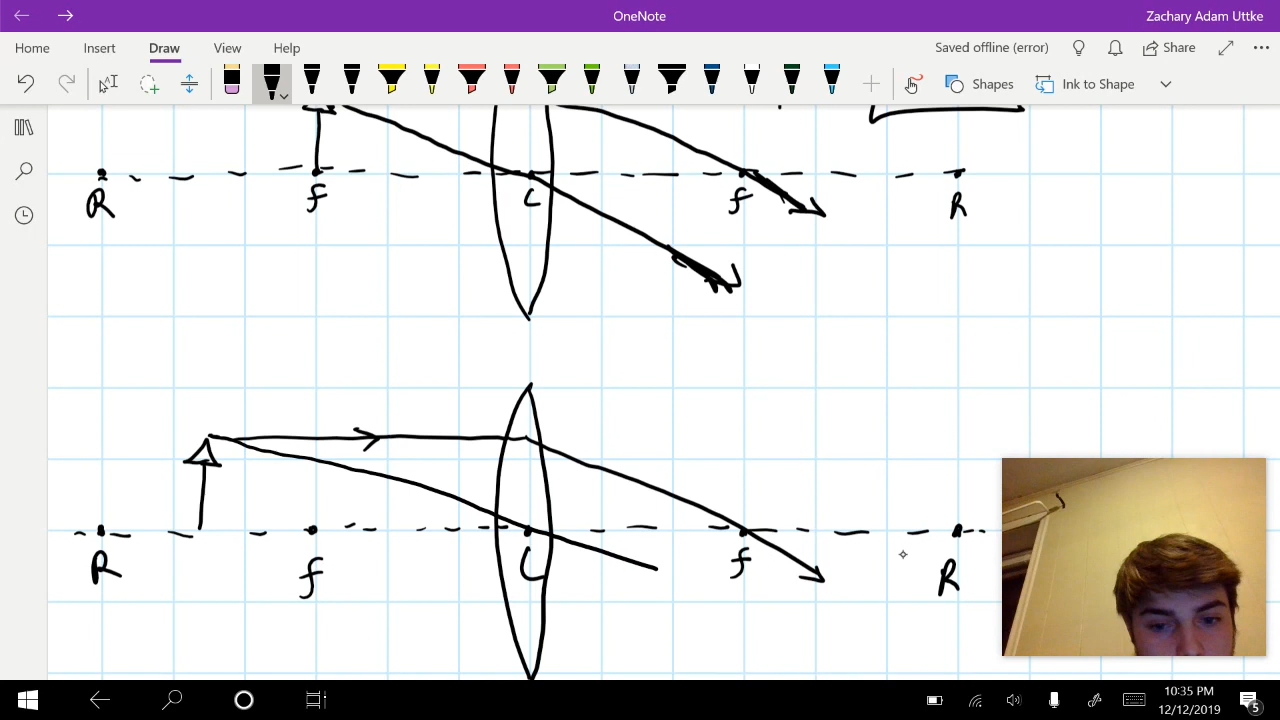 OneNote
Zachary Adam Uttke
Home Insert Draw View Help
Saved offline (error) Share
Shapes Ink to Shape
R f C f R
R f C f R
10:35 PM
12/12/2019
5